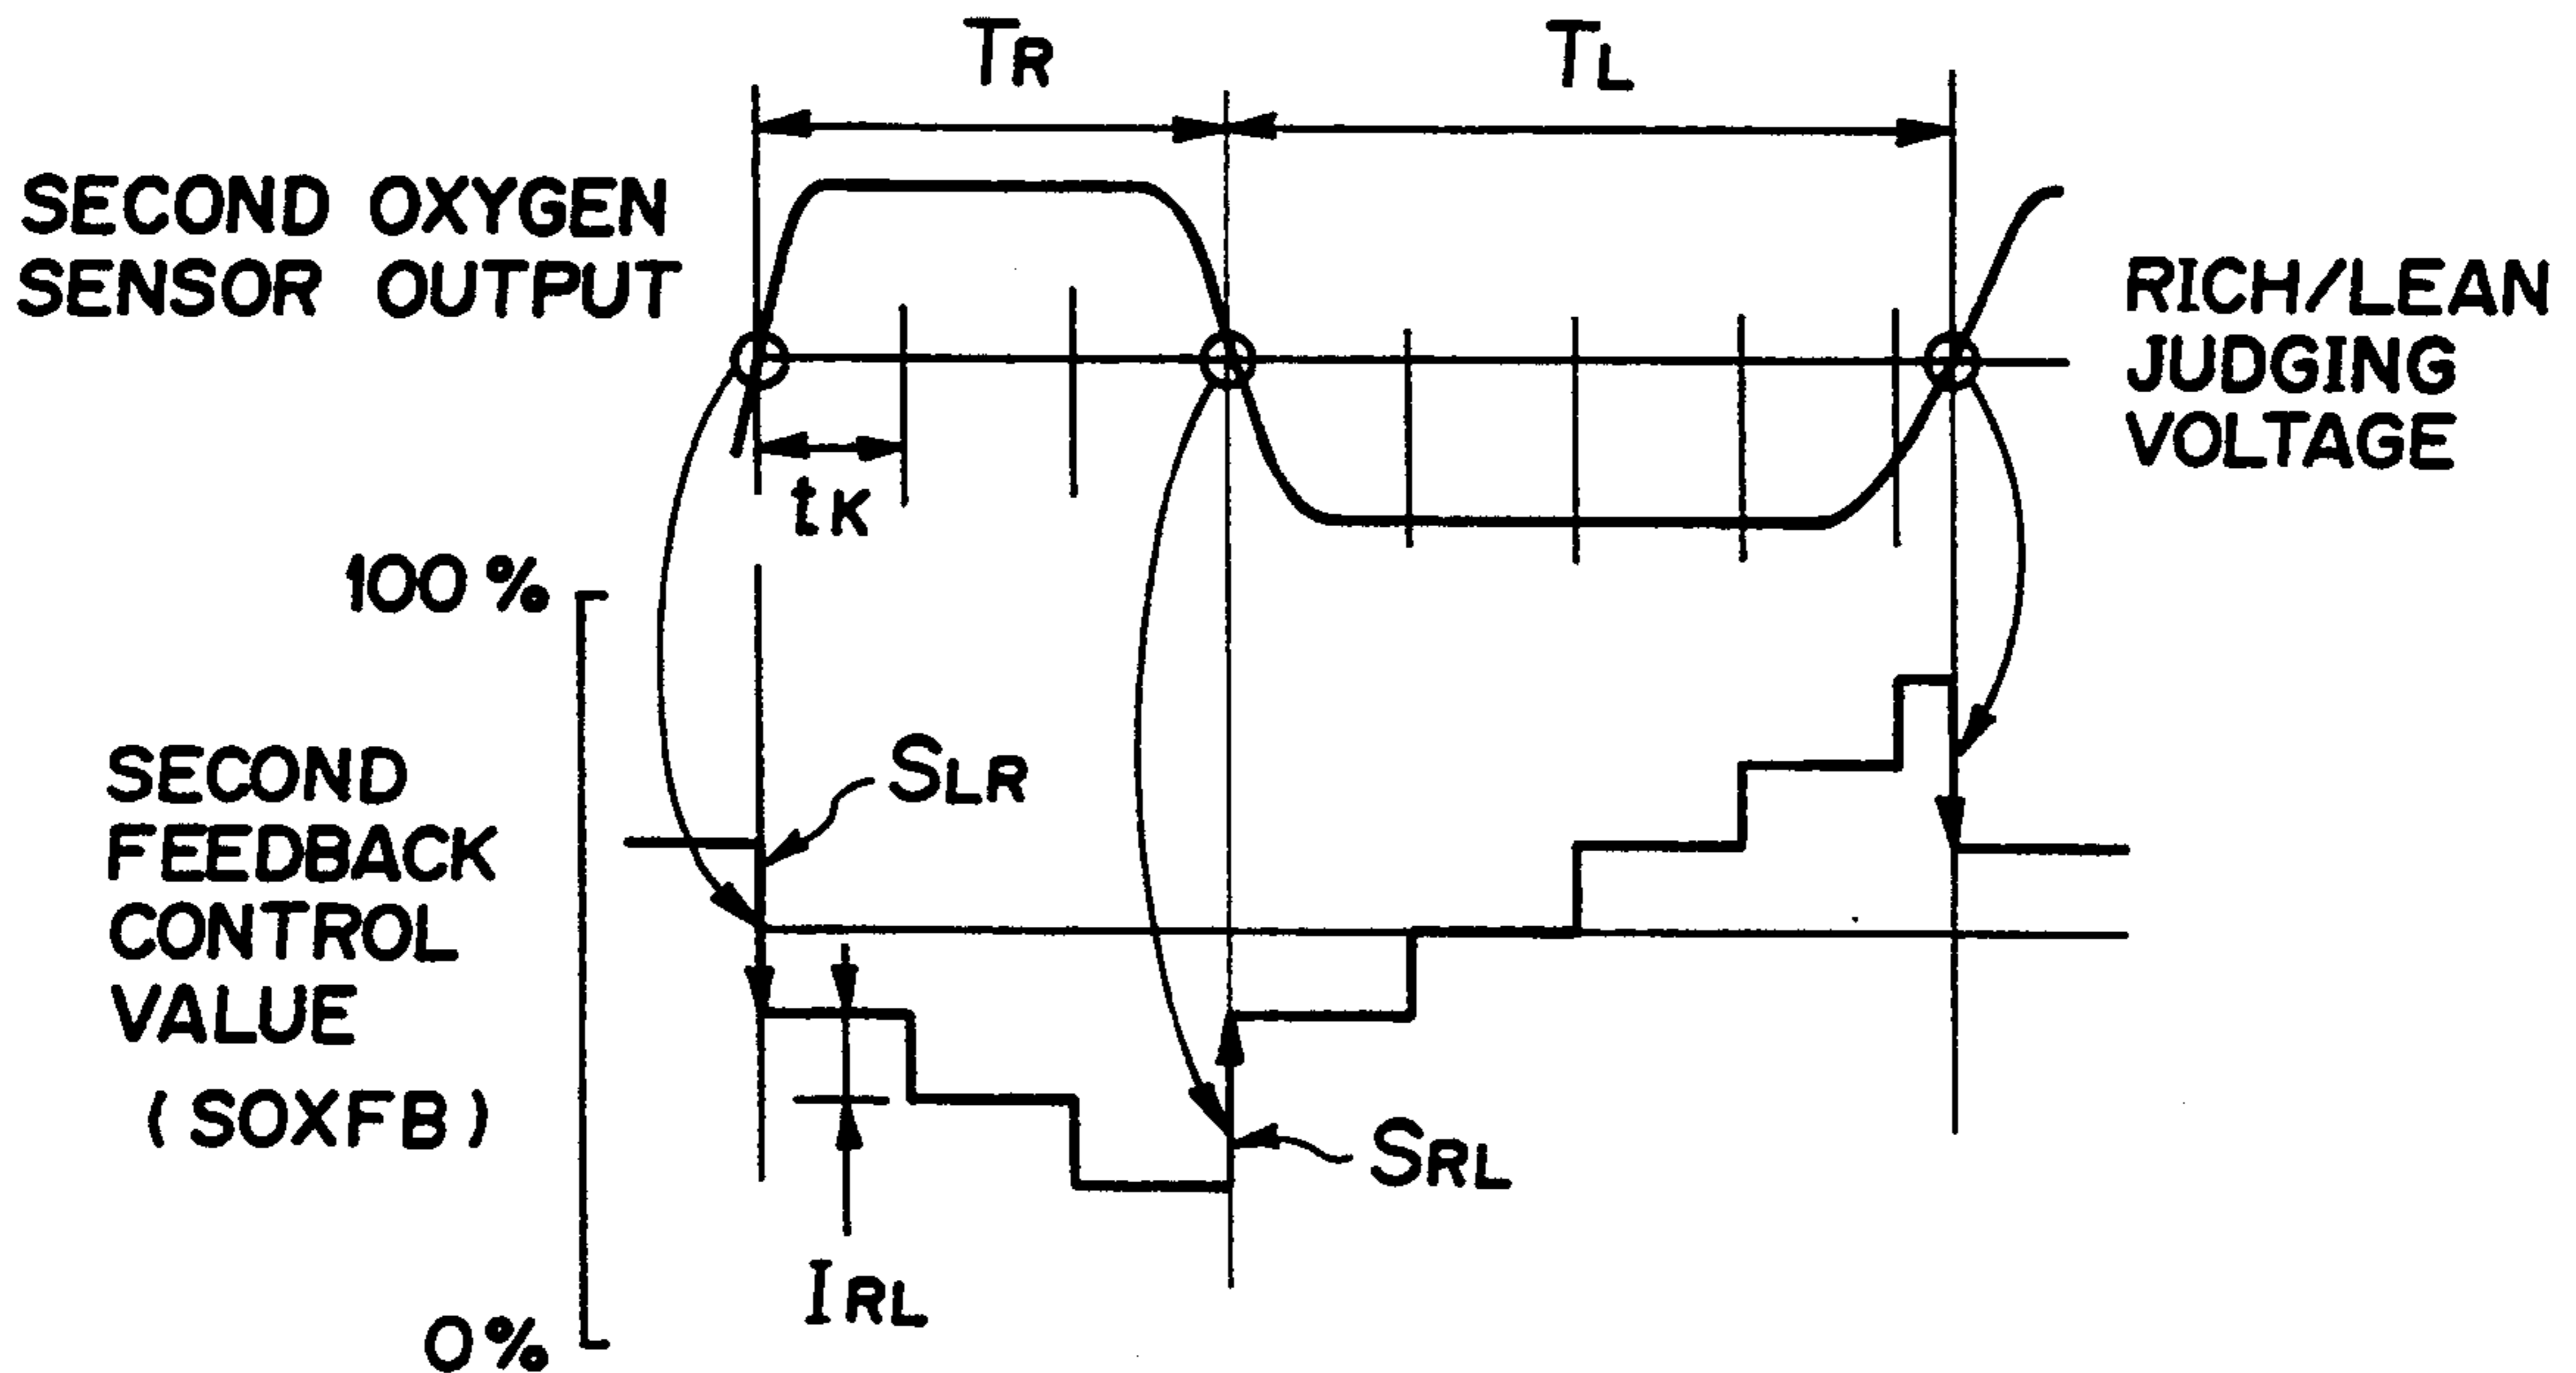 TR
TL
SECOND OXYGEN
SENSOR OUTPUT
RICH/LEAN
JUDGING
VOLTAGE
tK
100%
SLR
SECOND
FEEDBACK
CONTROL
VALUE
(SOXFB)
SRL
IRL
0%